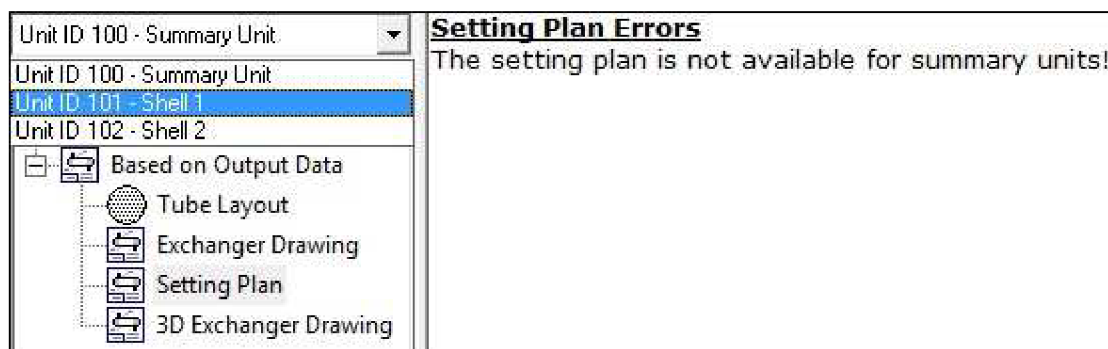 Unit ID 100 - Summary Unit
Unit ID 100 - Summary Unit
Unit ID 101 - Shell 1
Unit ID 102 - Shell 2
Based on Output Data
Tube Layout
Exchanger Drawing
Setting Plan
3D Exchanger Drawing
Setting Plan Errors
The setting plan is not available for summary units!